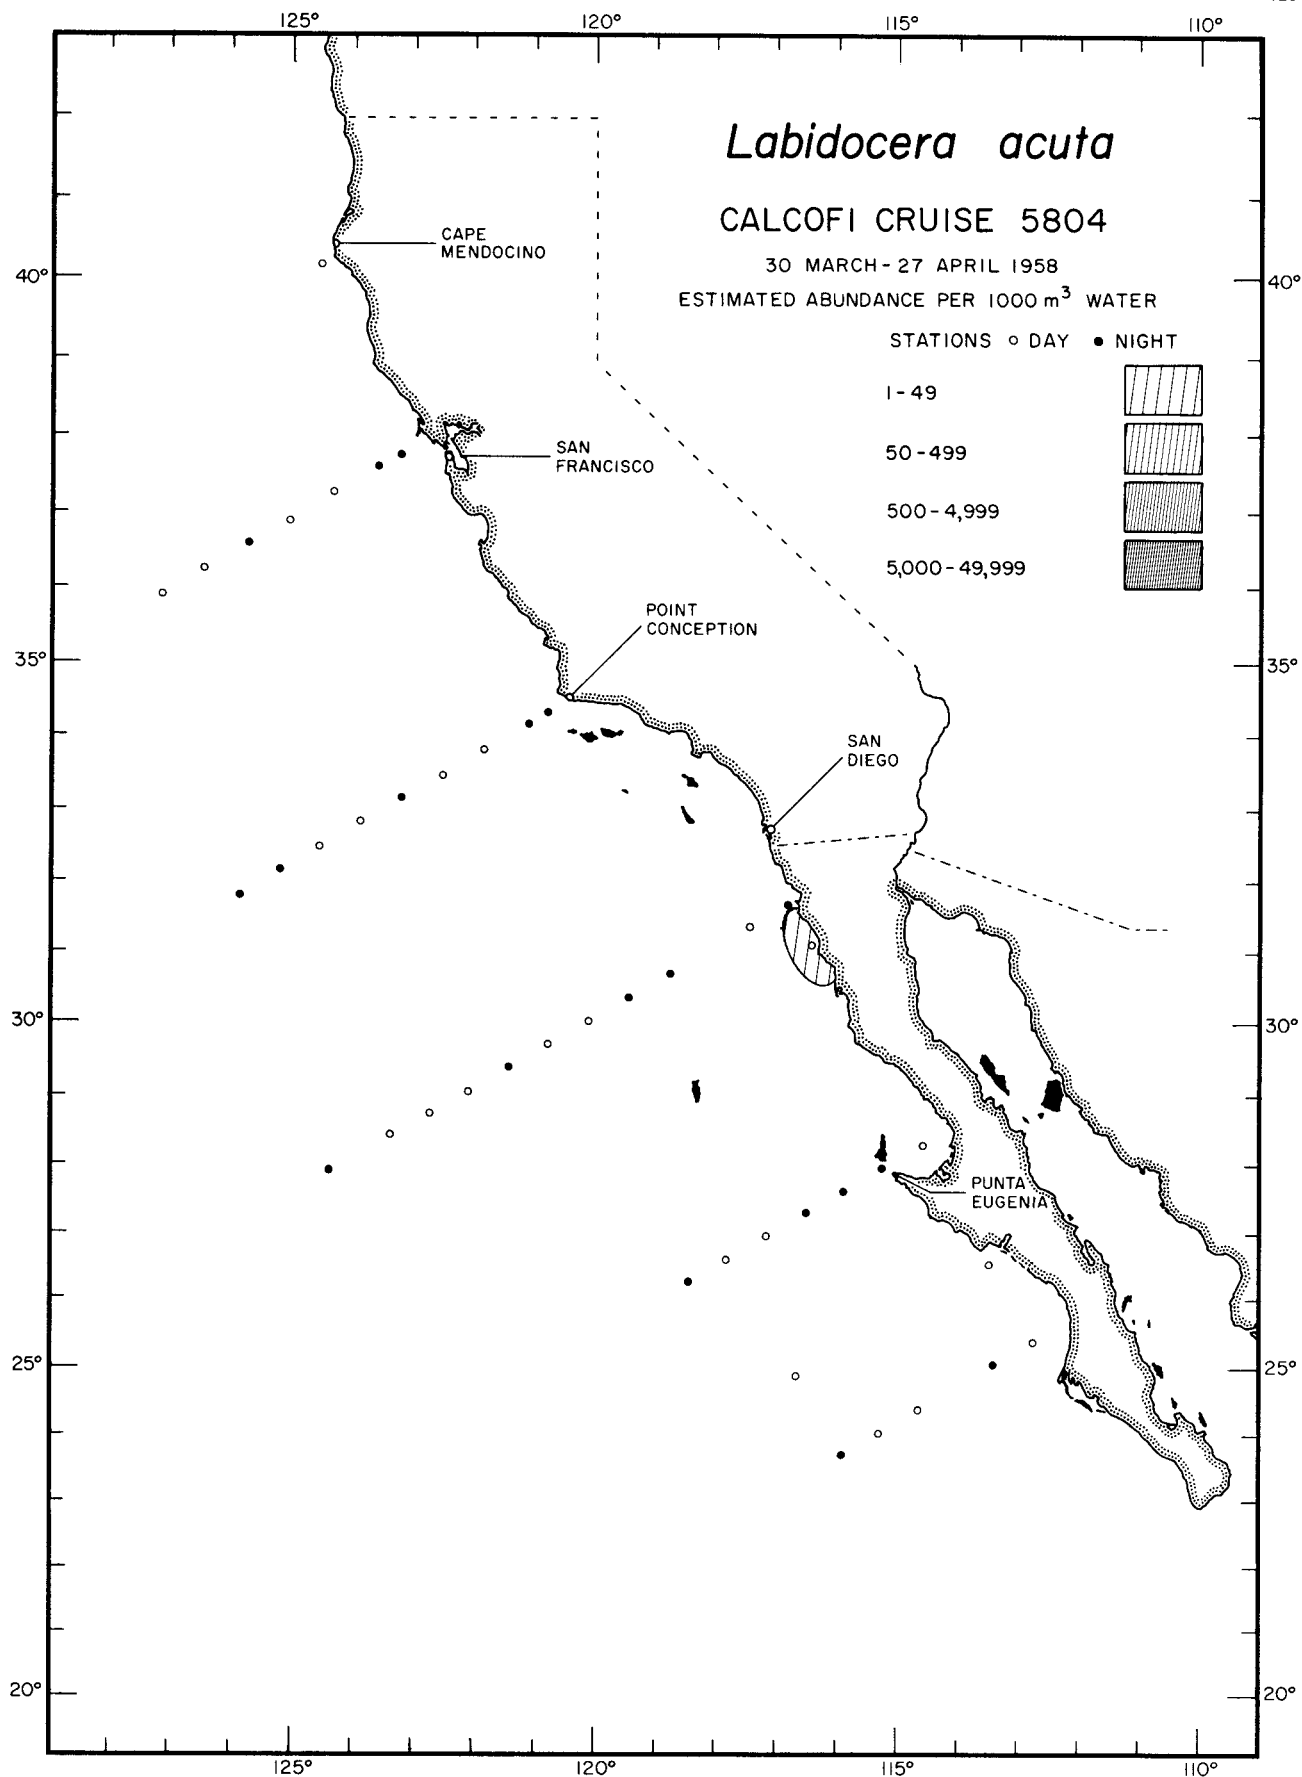 125° 120° 115° 110°
Labidocera acuta
CALCOFI CRUISE 5804
30 MARCH-27 APRIL 1958
ESTIMATED ABUNDANCE PER 1000 m³ WATER
STATIONS ○ DAY ● NIGHT
1-49
50-499
500-4,999
5,000-49,999
CAPE
MENDOCINO
40° 40°
SAN
FRANCISCO
POINT
CONCEPTION
35° 35°
SAN
DIEGO
30° 30°
PUNTA
EUGENIA
25° 25°
20° 20°
125° 120° 115° 110°